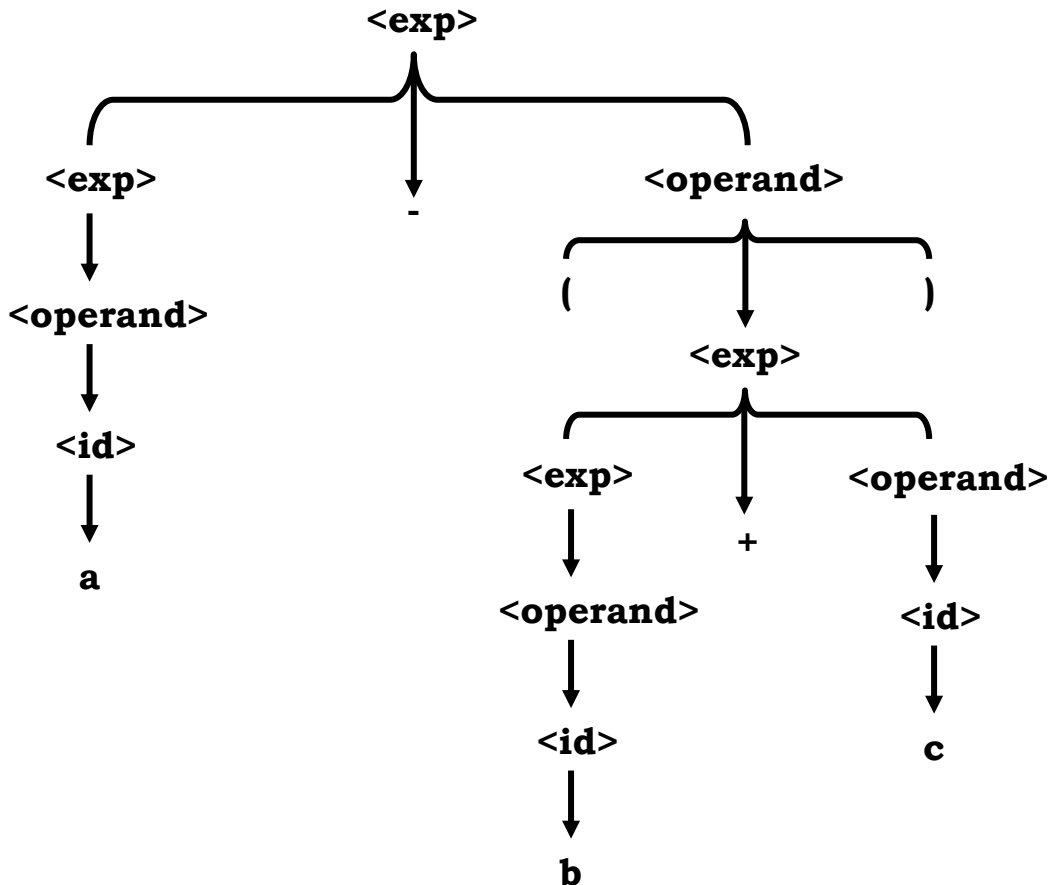 <exp>
<exp> - <operand>
( )
<operand>
<exp>
<id>
<exp> + <operand>
a
<operand> <id>
<id> c
b